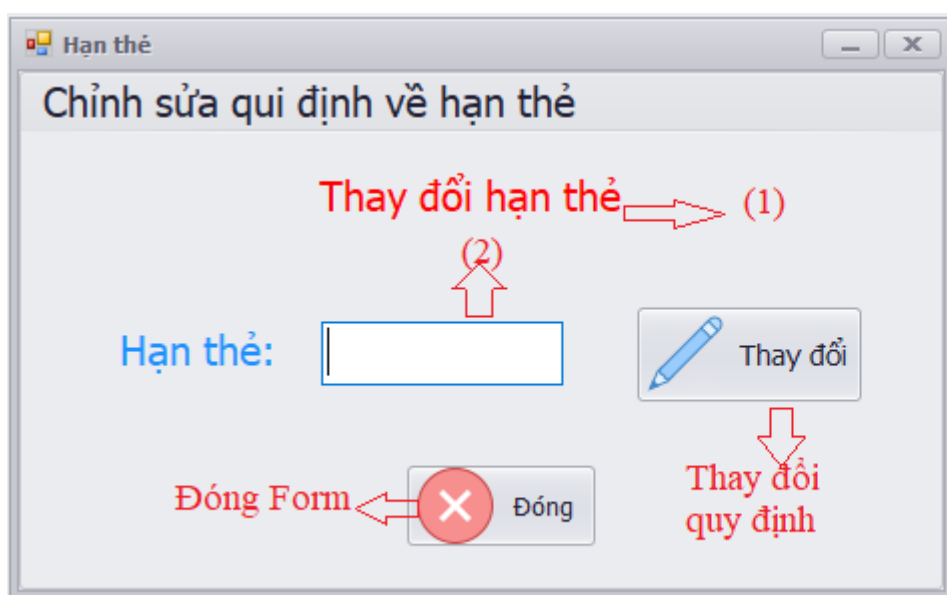 Hạn thẻ
Chỉnh sửa qui định về hạn thẻ
Thay đổi hạn thẻ (1)
(2)
Hạn thẻ: Thay đổi
Đóng Form Đóng
Thay đổi
quy định